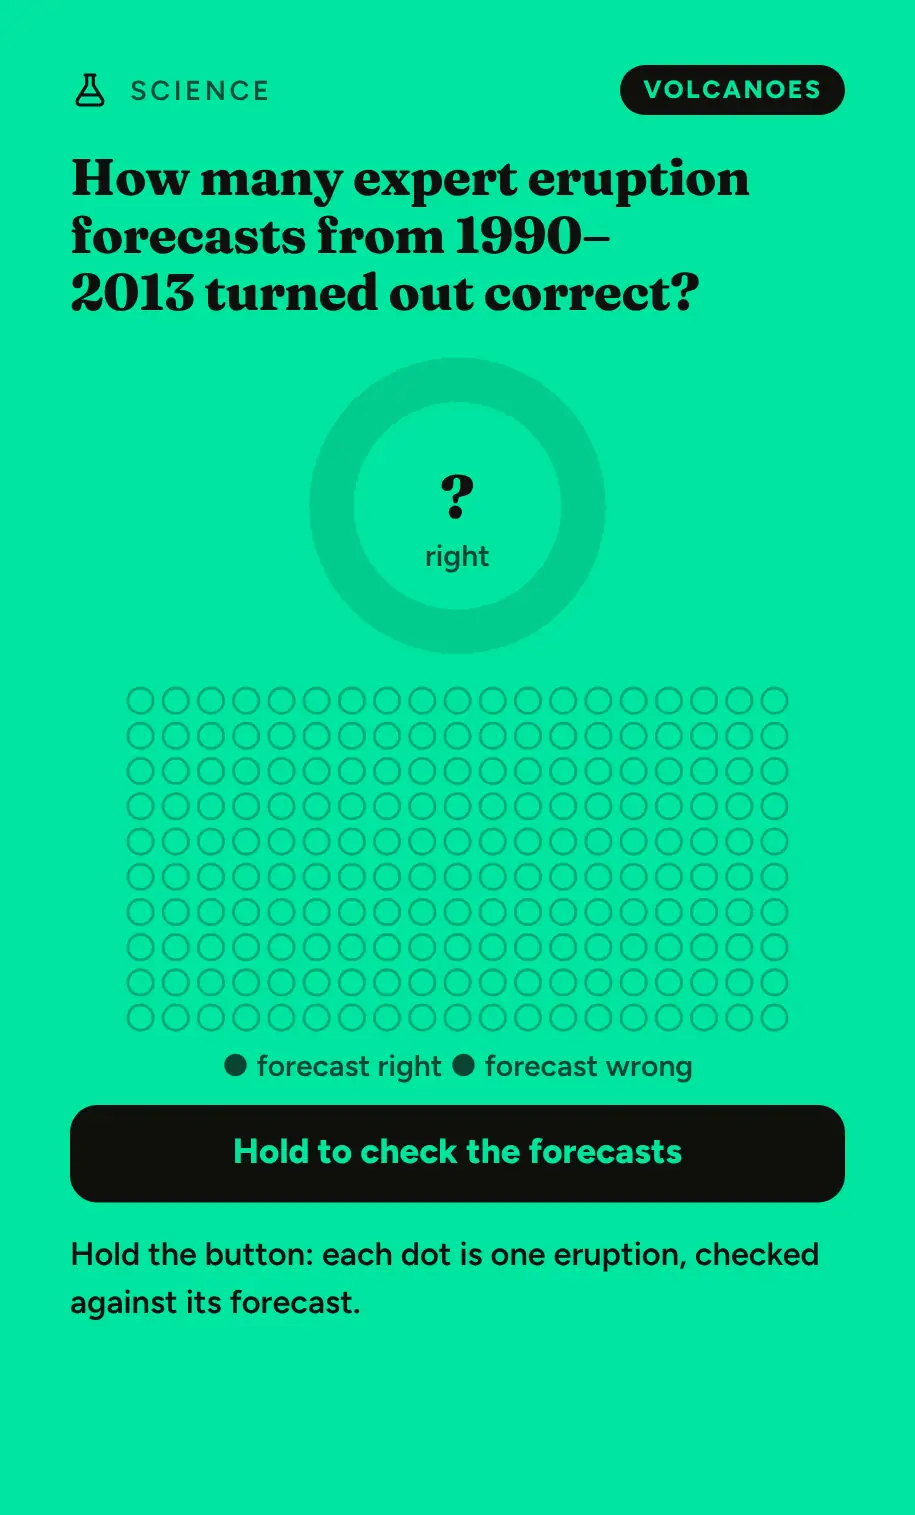 SCIENCE
VOLCANOES
How many expert eruption
forecasts from 1990–
2013 turned out correct?
?
right
forecast right
forecast wrong
Hold to check the forecasts
Hold the button: each dot is one eruption, checked
against its forecast.